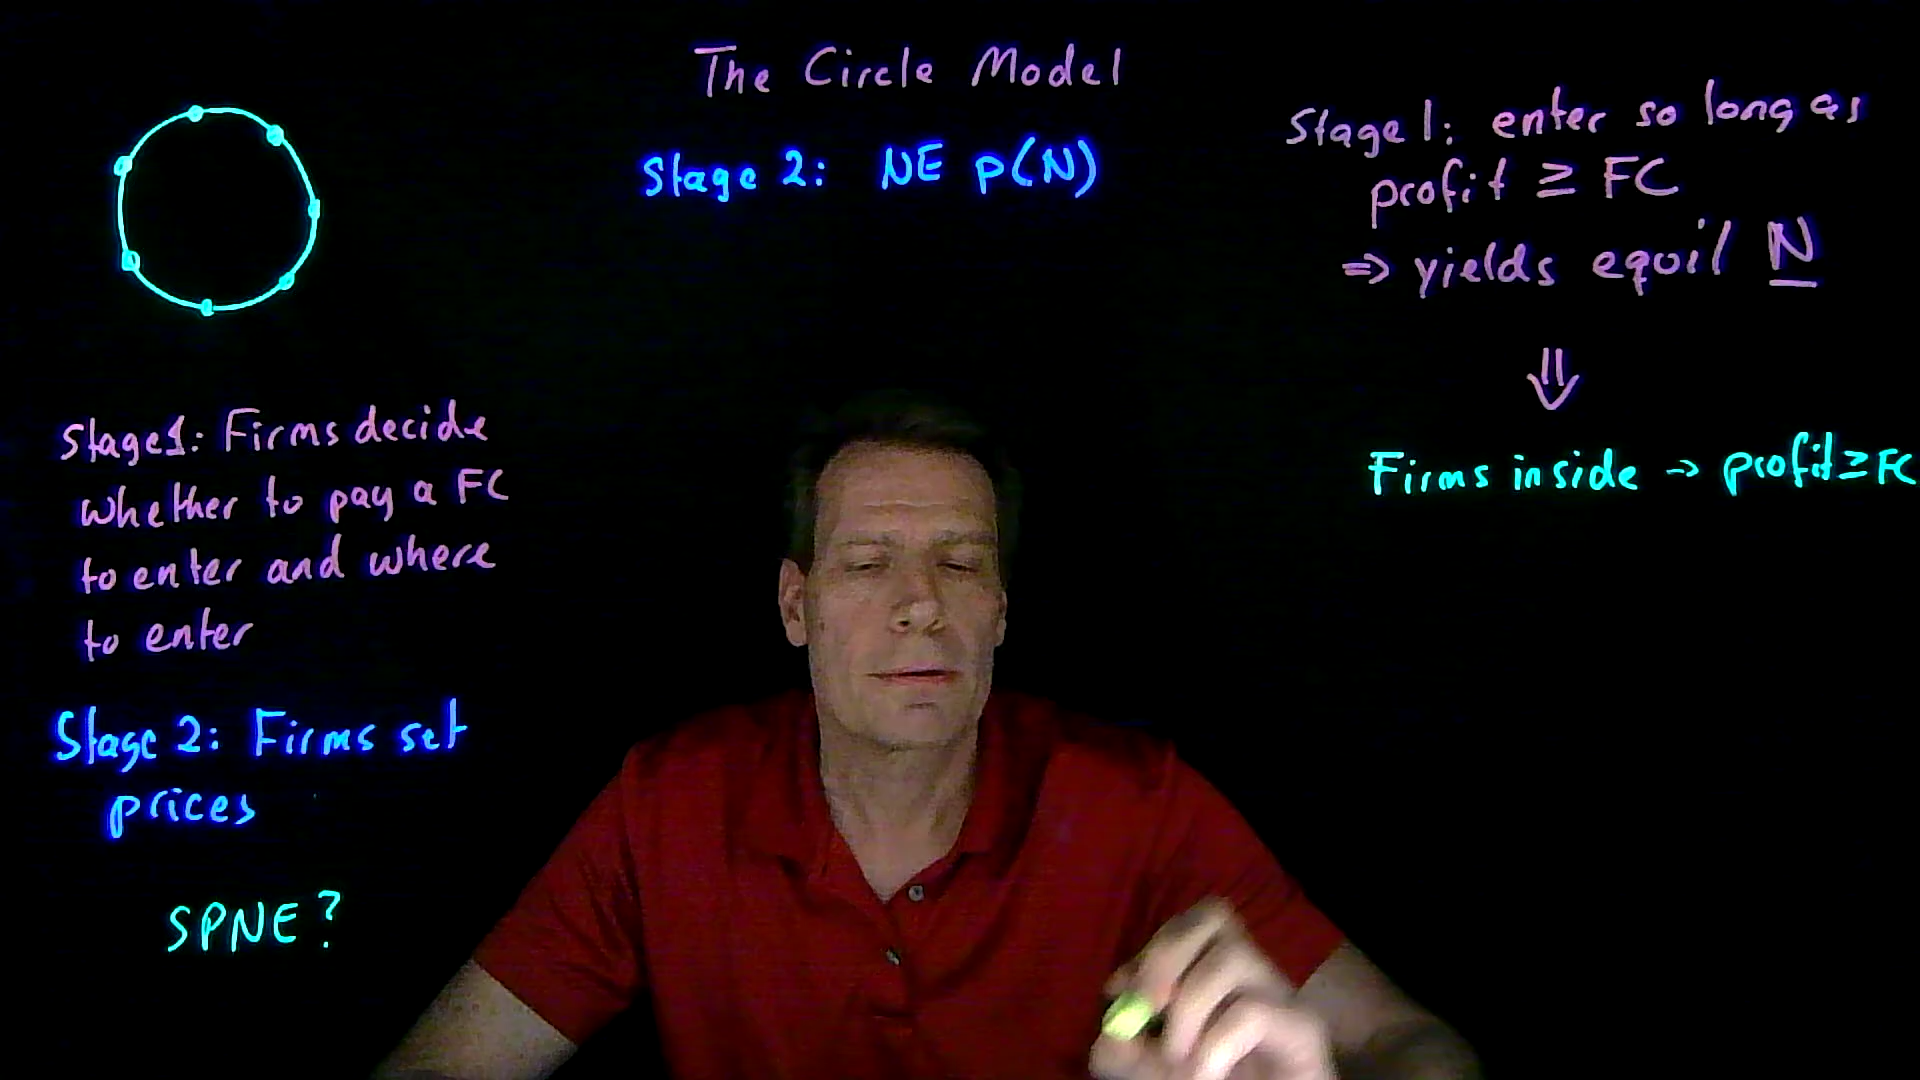 The Circle Model
Stage 2: NE P(N)
Stage 1: enter so long as
profit ≥ FC
⇒ yields equil N
⇓
Firms inside → profit ≥ FC
Stage1: Firms decide
whether to pay a FC
to enter and where
to enter
Stage 2: Firms set
prices
SPNE?